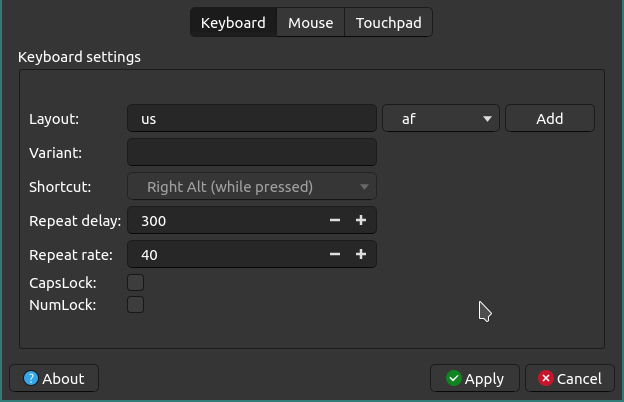 Keyboard Mouse Touchpad
Keyboard settings
Layout: us af Add
Variant:
Shortcut: Right Alt (while pressed)
Repeat delay: 300
Repeat rate: 40
CapsLock:
NumLock:
About Apply Cancel